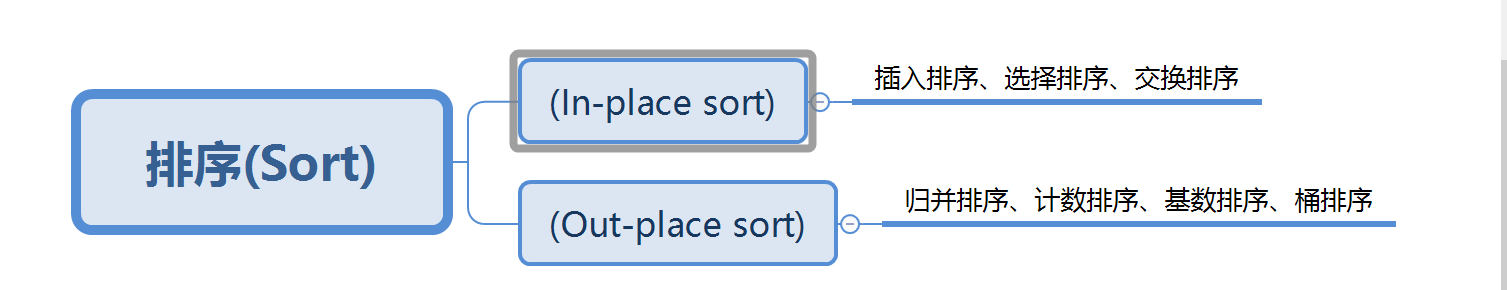 排序(Sort)
(In-place sort)
插入排序、选择排序、交换排序
(Out-place sort)
归并排序、计数排序、基数排序、桶排序